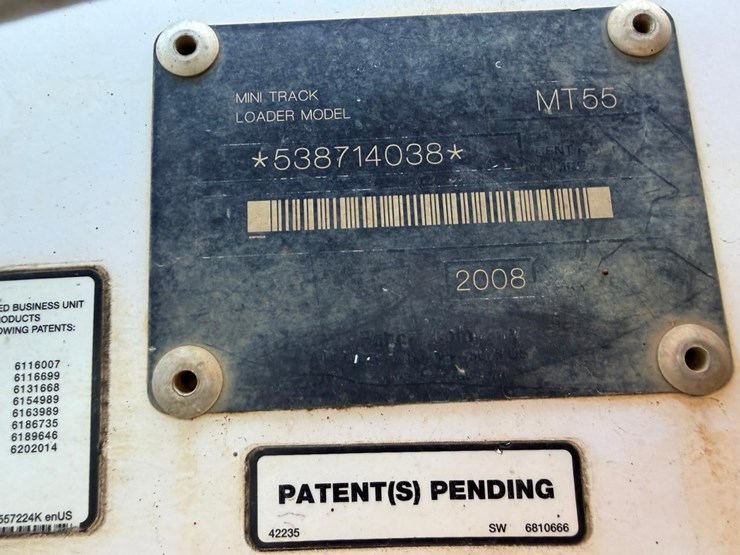 MINI TRACK
LOADER MODEL
MT55
*538714038*
2008
ED BUSINESS UNIT
ODUCTS
OWING PATENTS:
6116007
6116699
6131668
6154989
6163989
6186735
6189646
6202014
557224K enUS
PATENT(S) PENDING
42235 SW 6810666